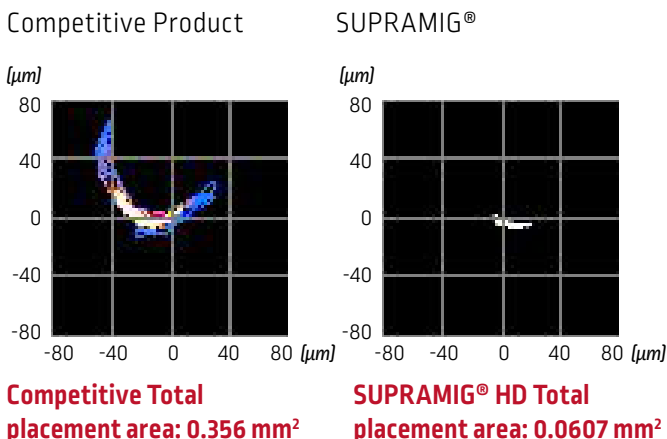 Competitive Product
SUPRAMIG®
[µm]
[µm]
80
40
0
-40
-80
-80 -40 0 40 80 [µm]
80
40
0
-40
-80
-80 -40 0 40 80 [µm]
Competitive Total
placement area: 0.356 mm²
SUPRAMIG® HD Total
placement area: 0.0607 mm²